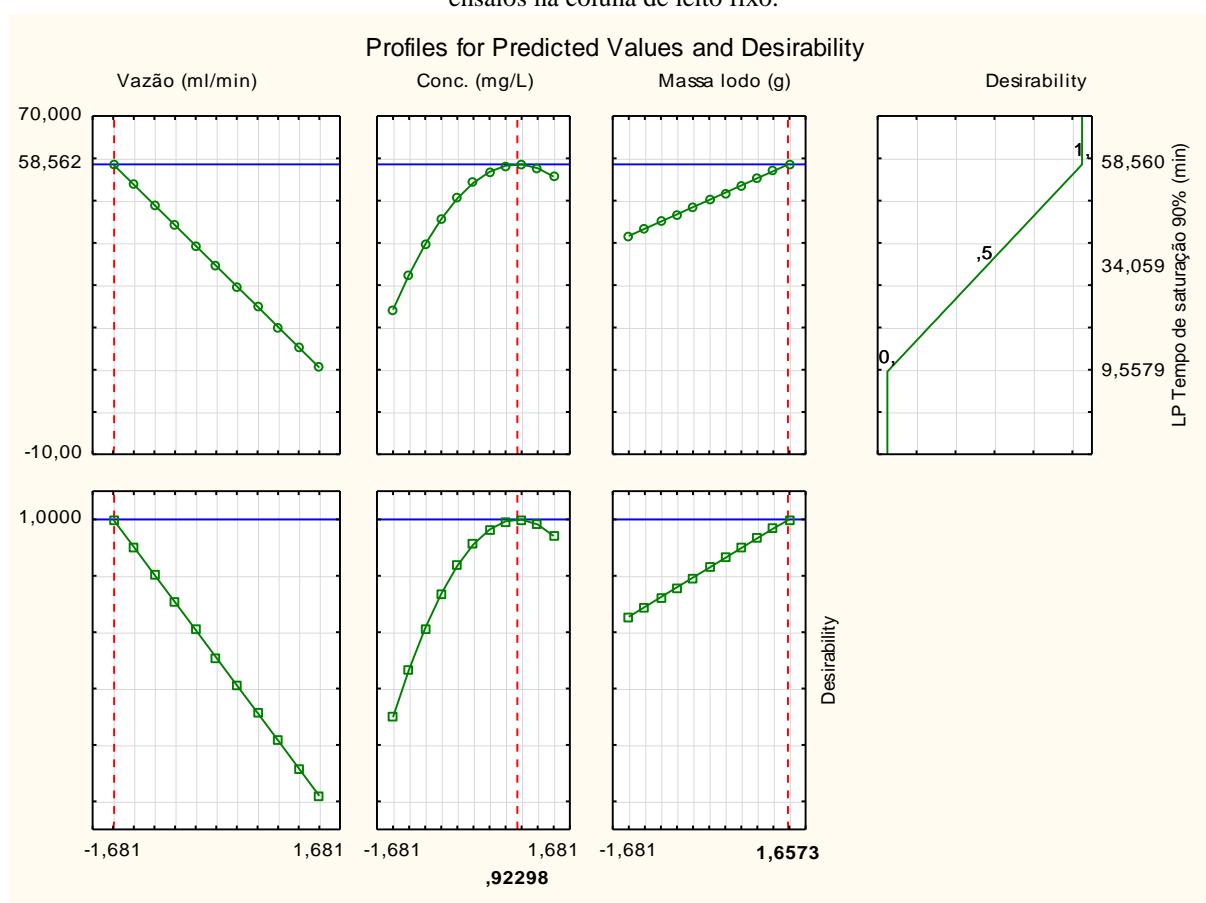 ensaios na coluna de leito fixo.
Profiles for Predicted Values and Desirability
Vazão (ml/min)
Conc. (mg/L)
Massa lodo (g)
Desirability
70,000
58,562
-10,00
1,
,5
0,
58,560
34,059
9,5579
LP Tempo de saturação 90% (min)
1,0000
Desirability
-1,681
1,681
-1,681
1,681
-1,681
1,6573
,92298